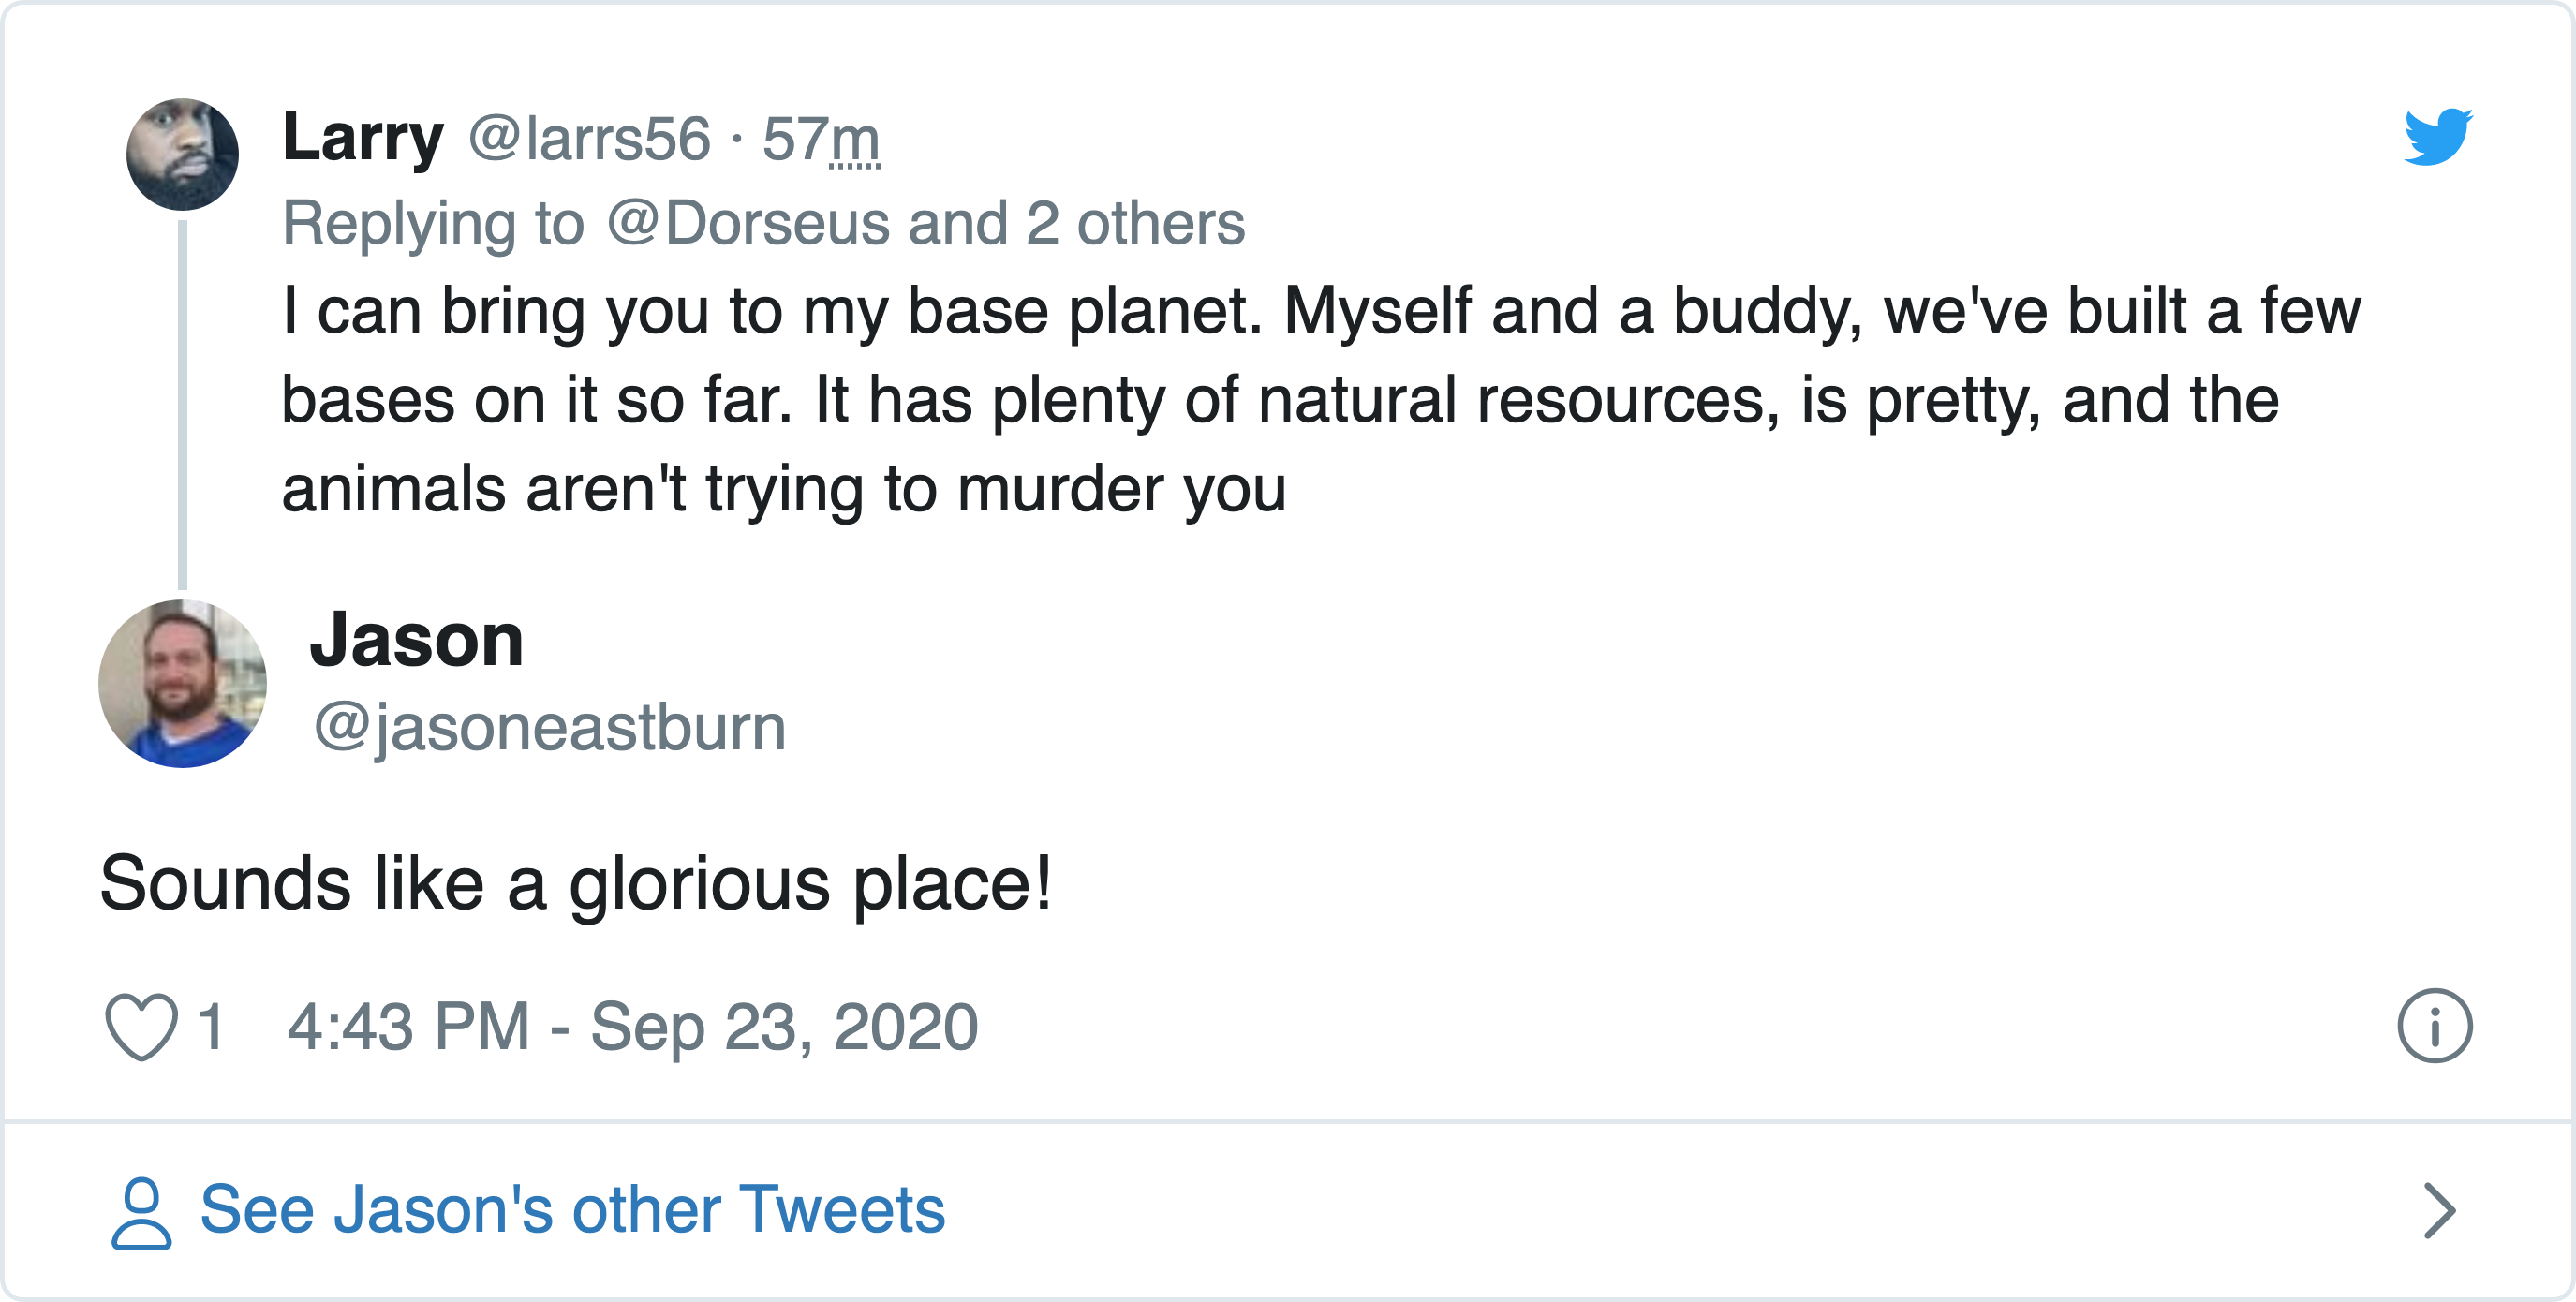 Larry @larrs56 · 57m
Replying to @Dorseus and 2 others
I can bring you to my base planet. Myself and a buddy, we've built a few
bases on it so far. It has plenty of natural resources, is pretty, and the
animals aren't trying to murder you
Jason
@jasoneastburn
Sounds like a glorious place!
1 4:43 PM - Sep 23, 2020
See Jason's other Tweets